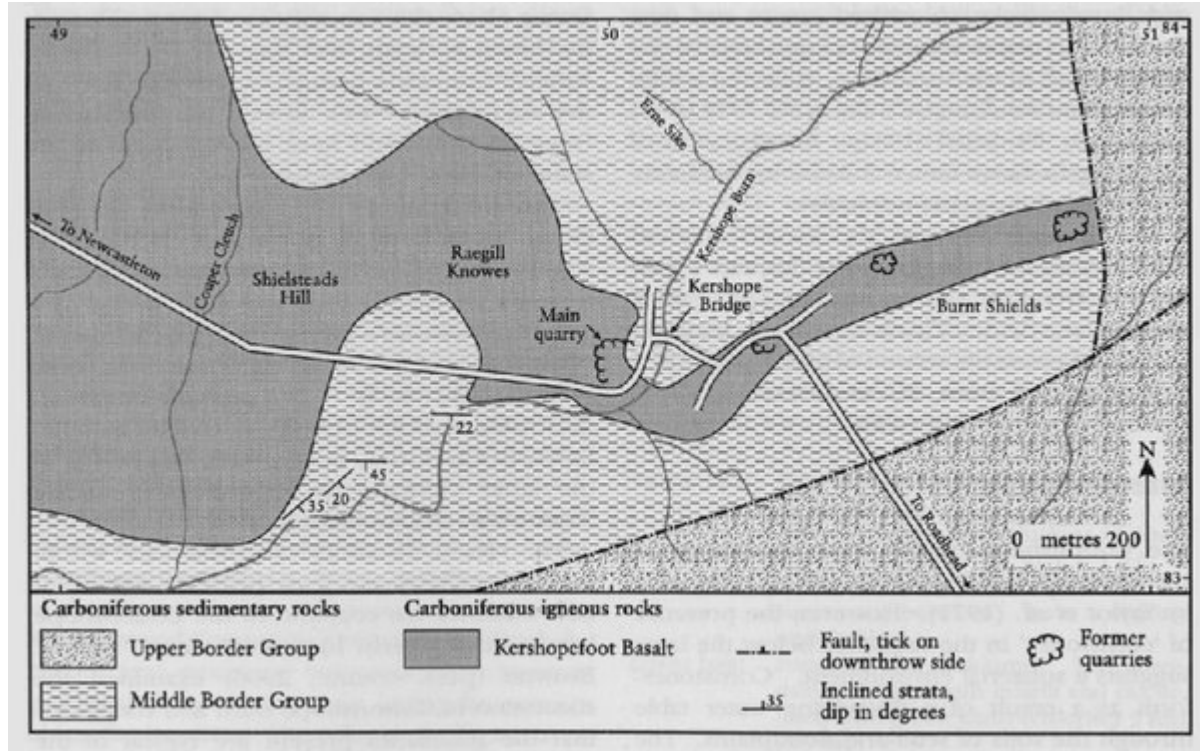 49
50
51
84
To Newcastleton
Couper Cleuch
Shielsteads
Hill
Raegill
Knowes
Main
quarry
Erne Sike
Kershope Burn
Kershope
Bridge
Burnt Shields
22
45
20
35
To Roadhead
N
0 metres 200
83
Carboniferous sedimentary rocks
Upper Border Group
Middle Border Group
Carboniferous igneous rocks
Kershopefoot Basalt
Fault, tick on
downthrow side
35
Inclined strata,
dip in degrees
Former
quarries